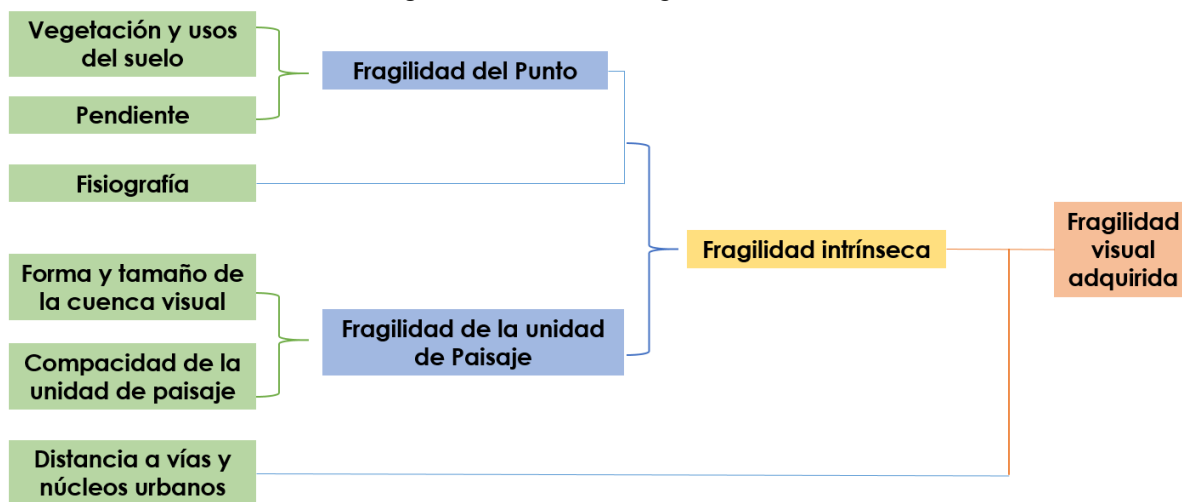 Vegetación y usos
del suelo
Fragilidad del Punto
Pendiente
Fisiografía
Fragilidad
visual
adquirida
Fragilidad intrínseca
Forma y tamaño de
la cuenca visual
Fragilidad de la unidad
de Paisaje
Compacidad de la
unidad de paisaje
Distancia a vías y
núcleos urbanos